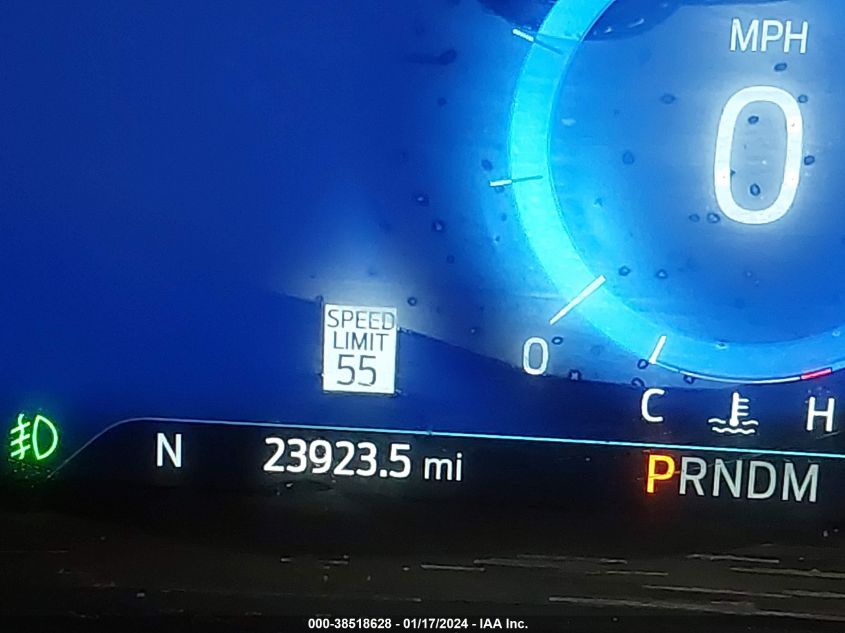 MPH
0
SPEED
LIMIT
55
0
C H
N 23923.5 mi PRNDM
000-38518628 - 01/17/2024 - IAA Inc.